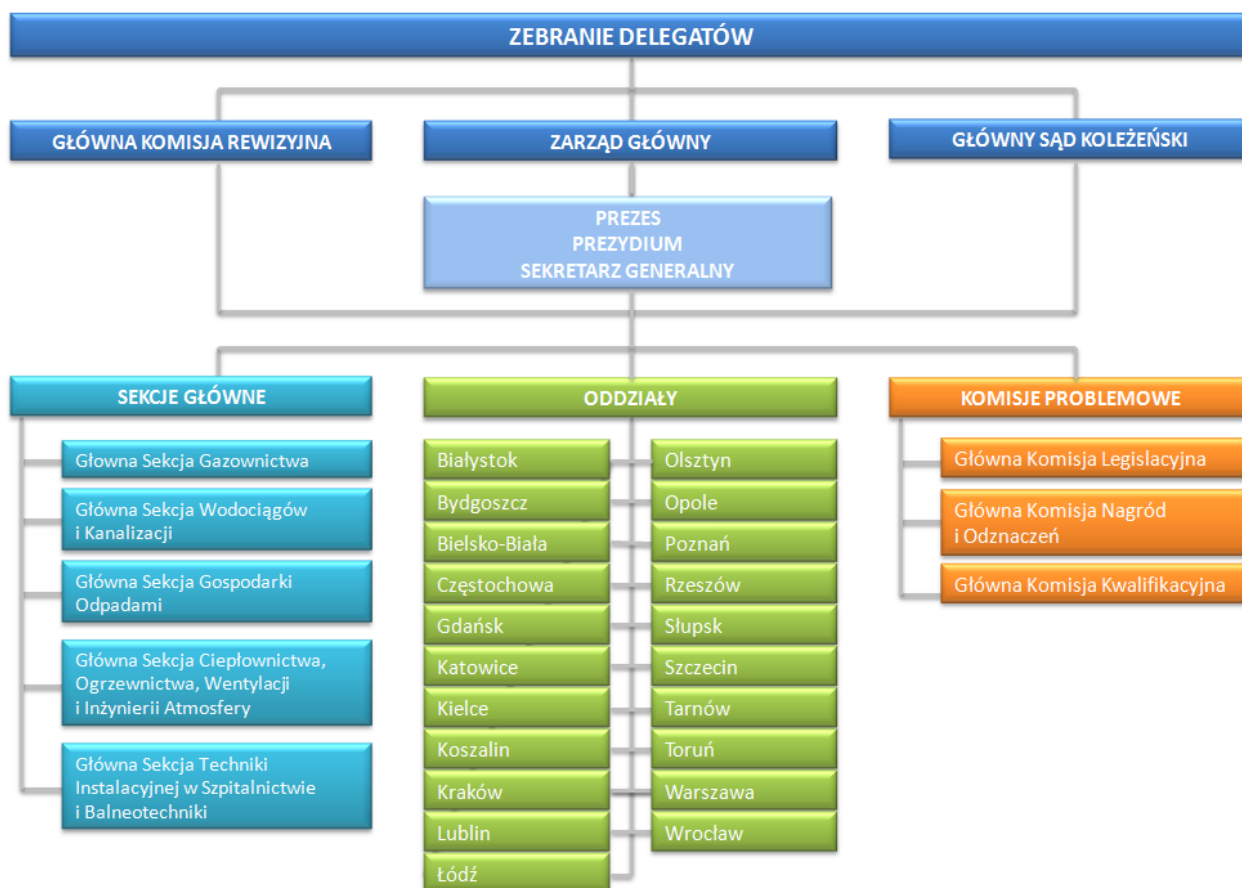 ZEBRANIE DELEGATÓW
GŁÓWNA KOMISJA REWIZYJNA
ZARZĄD GŁÓWNY
GŁÓWNY SĄD KOLEŻEŃSKI
PREZES
PREZYDIUM
SEKRETARZ GENERALNY
SEKCJE GŁÓWNE
Głowna Sekcja Gazownictwa
Główna Sekcja Wodociągów
i Kanalizacji
Główna Sekcja Gospodarki
Odpadami
Główna Sekcja Ciepłownictwa,
Ogrzewnictwa, Wentylacji
i Inżynierii Atmosfery
Główna Sekcja Techniki
Instalacyjnej w Szpitalnictwie
i Balneotechniki
ODDZIAŁY
Białystok
Bydgoszcz
Bielsko-Biała
Częstochowa
Gdańsk
Katowice
Kielce
Koszalin
Kraków
Lublin
Łódź
Olsztyn
Opole
Poznań
Rzeszów
Słupsk
Szczecin
Tarnów
Toruń
Warszawa
Wrocław
KOMISJE PROBLEMOWE
Główna Komisja Legislacyjna
Główna Komisja Nagród
i Odznaczeń
Główna Komisja Kwalifikacyjna